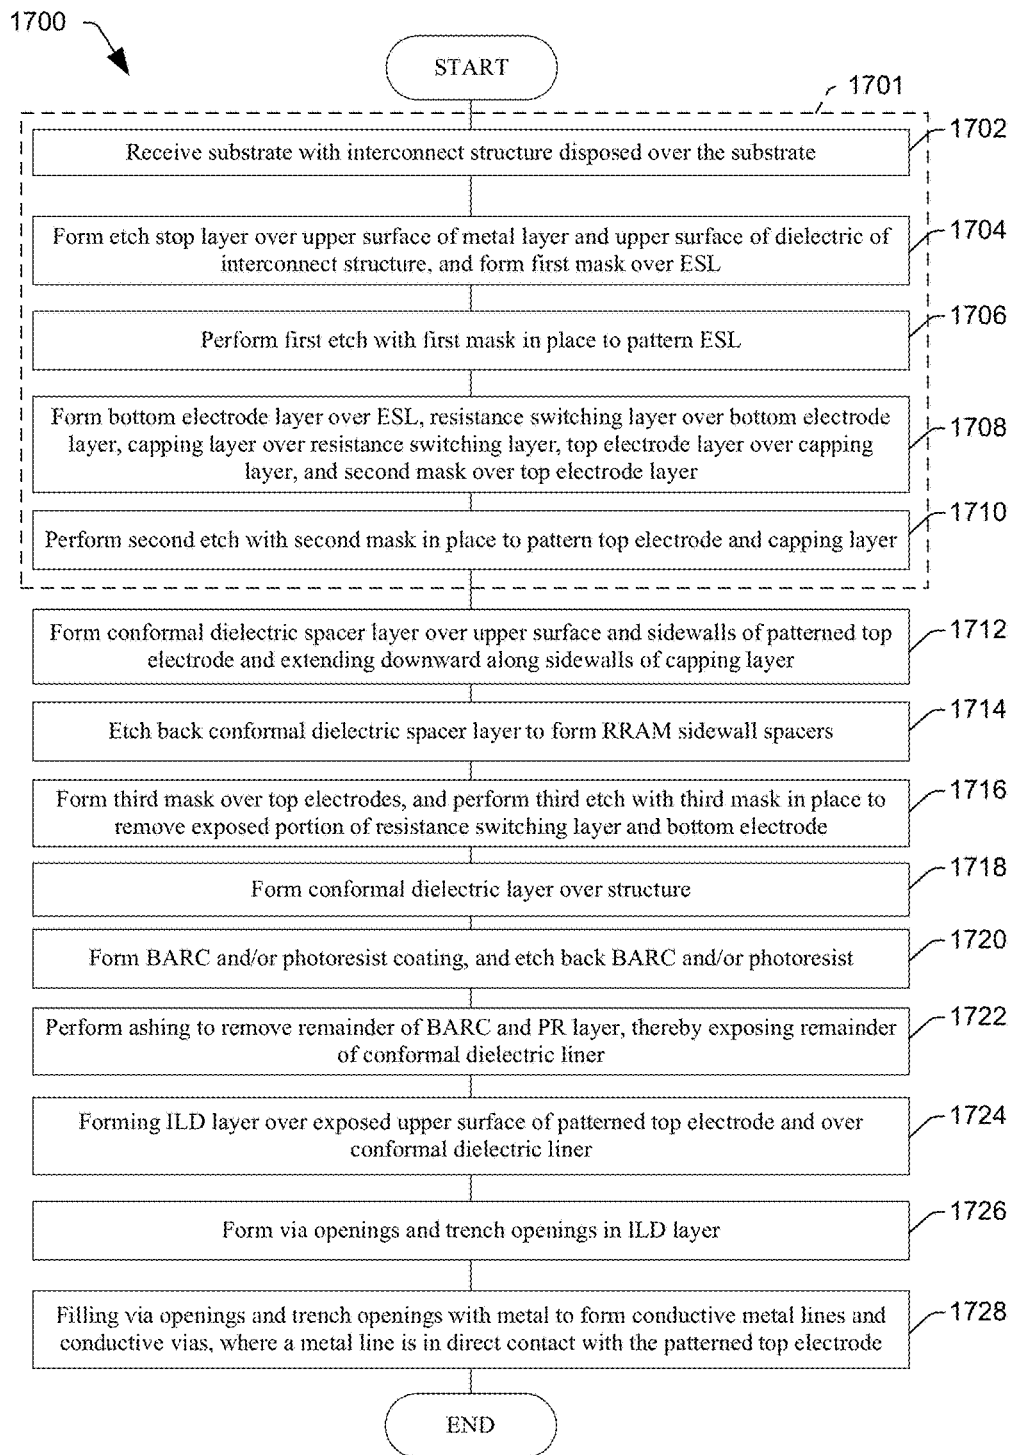 1700
START
1701
1702
Receive substrate with interconnect structure disposed over the substrate
1704
Form etch stop layer over upper surface of metal layer and upper surface of dielectric of
interconnect structure, and form first mask over ESL
1706
Perform first etch with first mask in place to pattern ESL
1708
Form bottom electrode layer over ESL, resistance switching layer over bottom electrode
layer, capping layer over resistance switching layer, top electrode layer over capping
layer, and second mask over top electrode layer
1710
Perform second etch with second mask in place to pattern top electrode and capping layer
1712
Form conformal dielectric spacer layer over upper surface and sidewalls of patterned top
electrode and extending downward along sidewalls of capping layer
1714
Etch back conformal dielectric spacer layer to form RRAM sidewall spacers
1716
Form third mask over top electrodes, and perform third etch with third mask in place to
remove exposed portion of resistance switching layer and bottom electrode
1718
Form conformal dielectric layer over structure
1720
Form BARC and/or photoresist coating, and etch back BARC and/or photoresist
1722
Perform ashing to remove remainder of BARC and PR layer, thereby exposing remainder
of conformal dielectric liner
1724
Forming ILD layer over exposed upper surface of patterned top electrode and over
conformal dielectric liner
1726
Form via openings and trench openings in ILD layer
1728
Filling via openings and trench openings with metal to form conductive metal lines and
conductive vias, where a metal line is in direct contact with the patterned top electrode
END